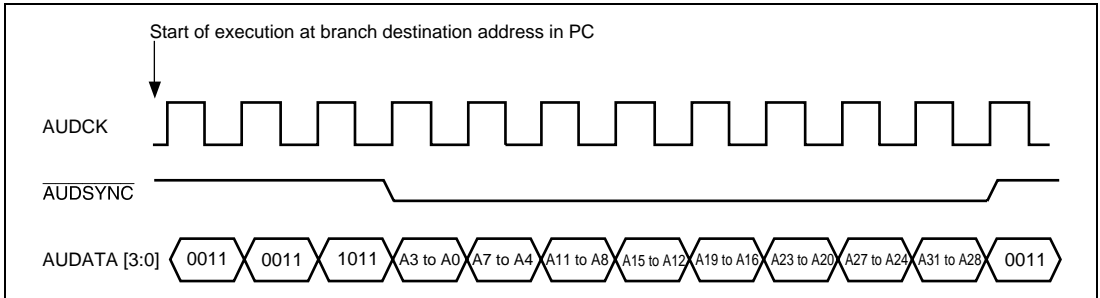 Start of execution at branch destination address in PC
AUDCK
AUDSYNC
AUDATA [3:0] 0011 0011 1011 A3 to A0 A7 to A4 A11 to A8 A15 to A12 A19 to A16 A23 to A20 A27 to A24 A31 to A28 0011